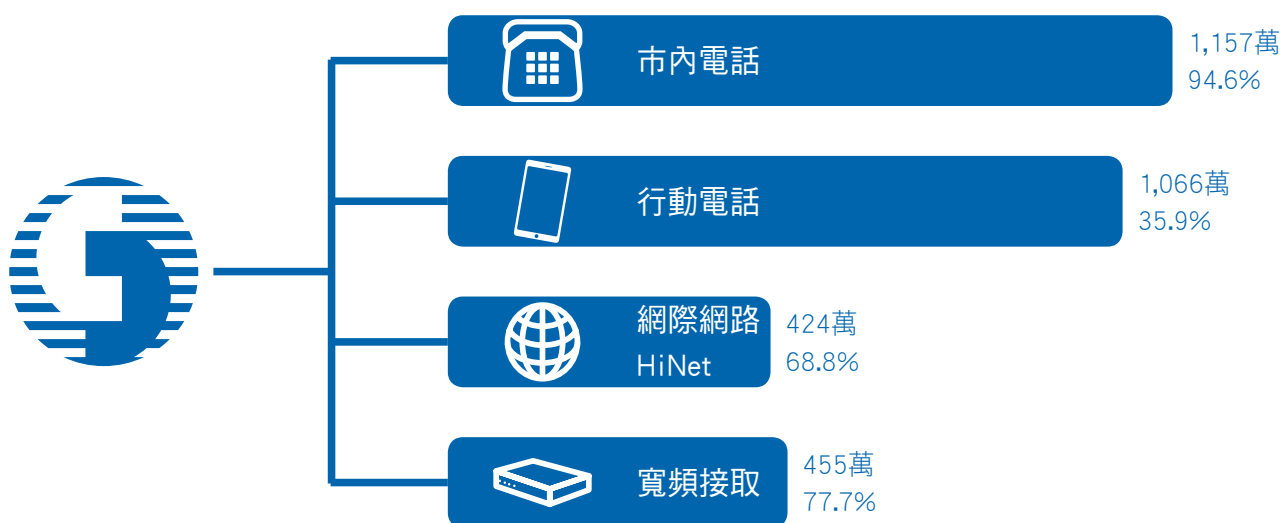 市內電話
1,157萬
94.6%
行動電話
1,066萬
35.9%
網際網路
HiNet
424萬
68.8%
寬頻接取
455萬
77.7%